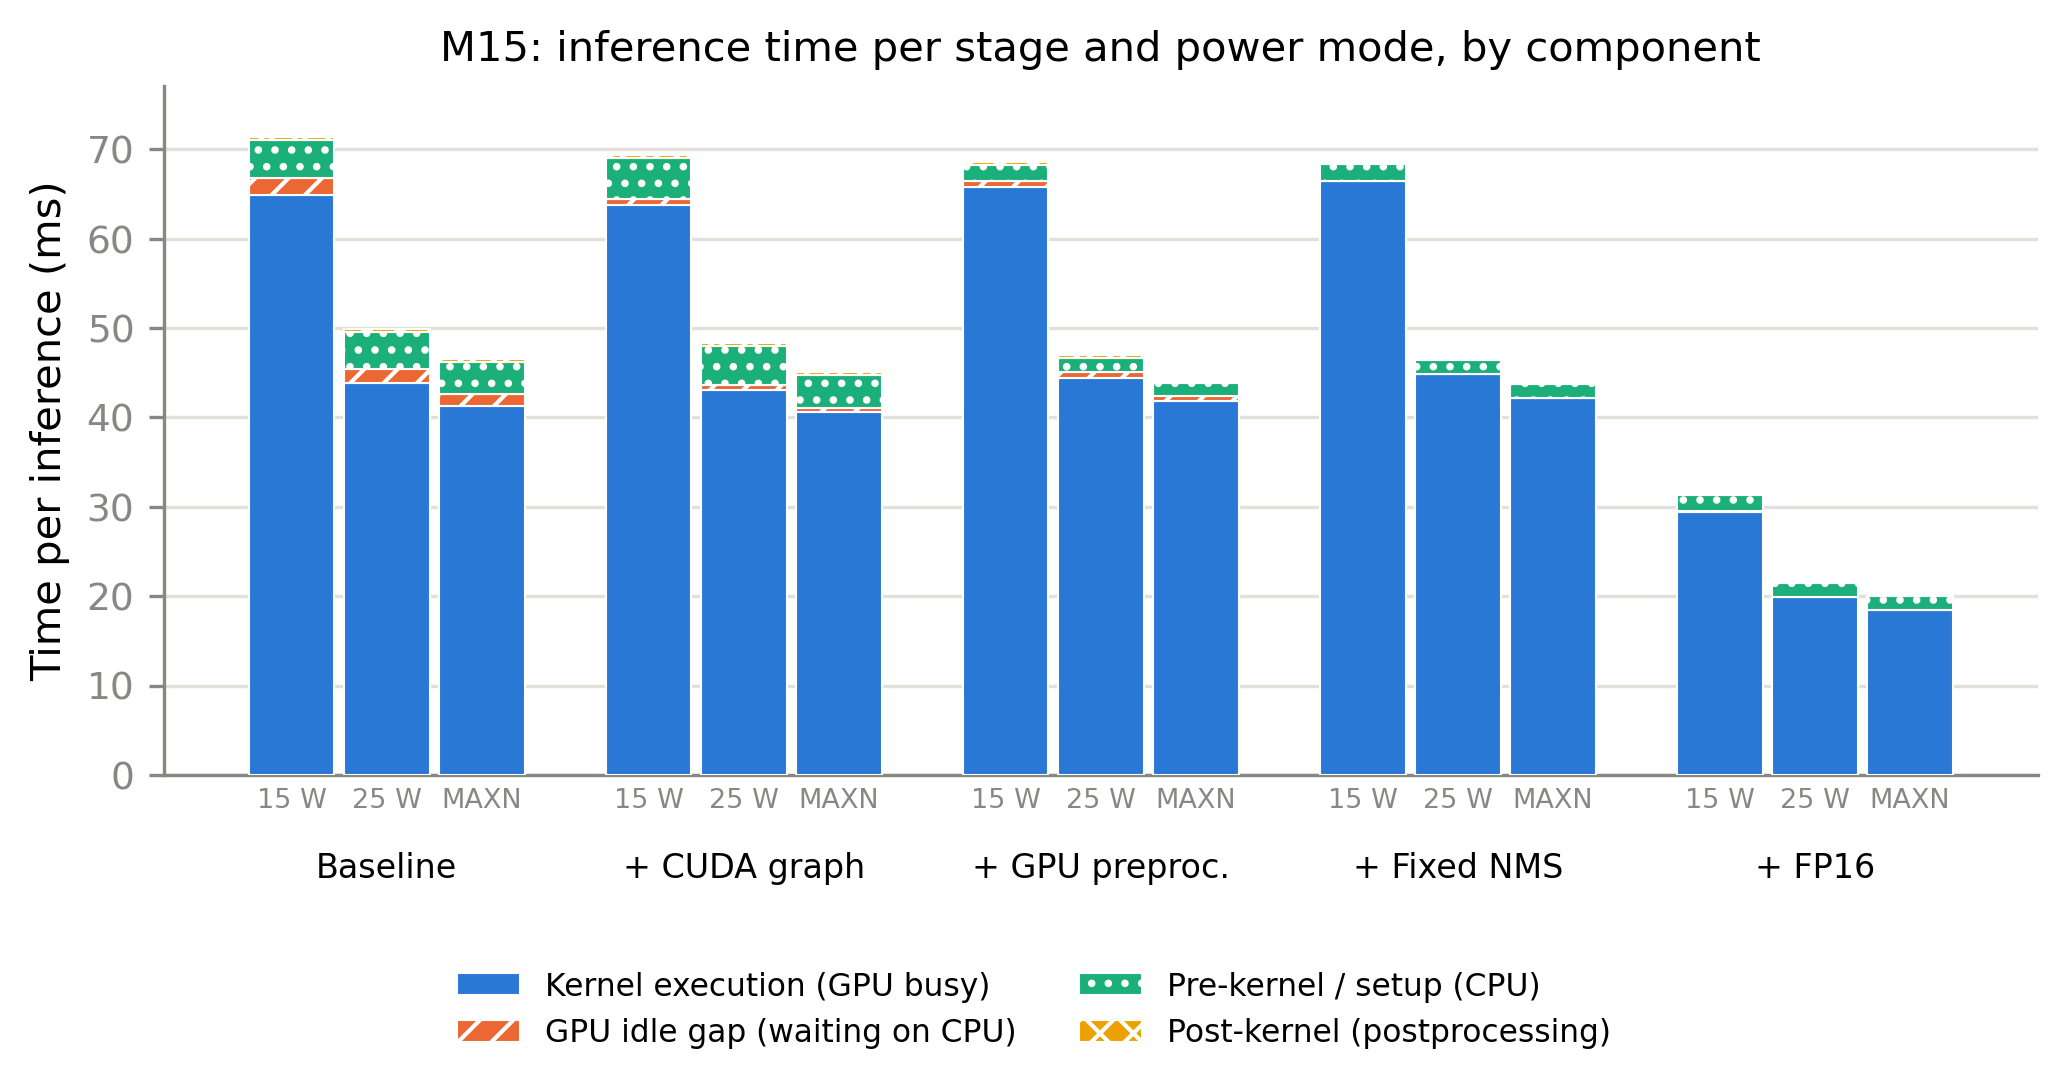 M15: inference time per stage and power mode, by component
Time per inference (ms)
70
60
50
40
30
20
10
0
15 W 25 W MAXN 15 W 25 W MAXN 15 W 25 W MAXN 15 W 25 W MAXN 15 W 25 W MAXN
Baseline + CUDA graph + GPU preproc. + Fixed NMS + FP16
Kernel execution (GPU busy) Pre-kernel / setup (CPU)
GPU idle gap (waiting on CPU) Post-kernel (postprocessing)